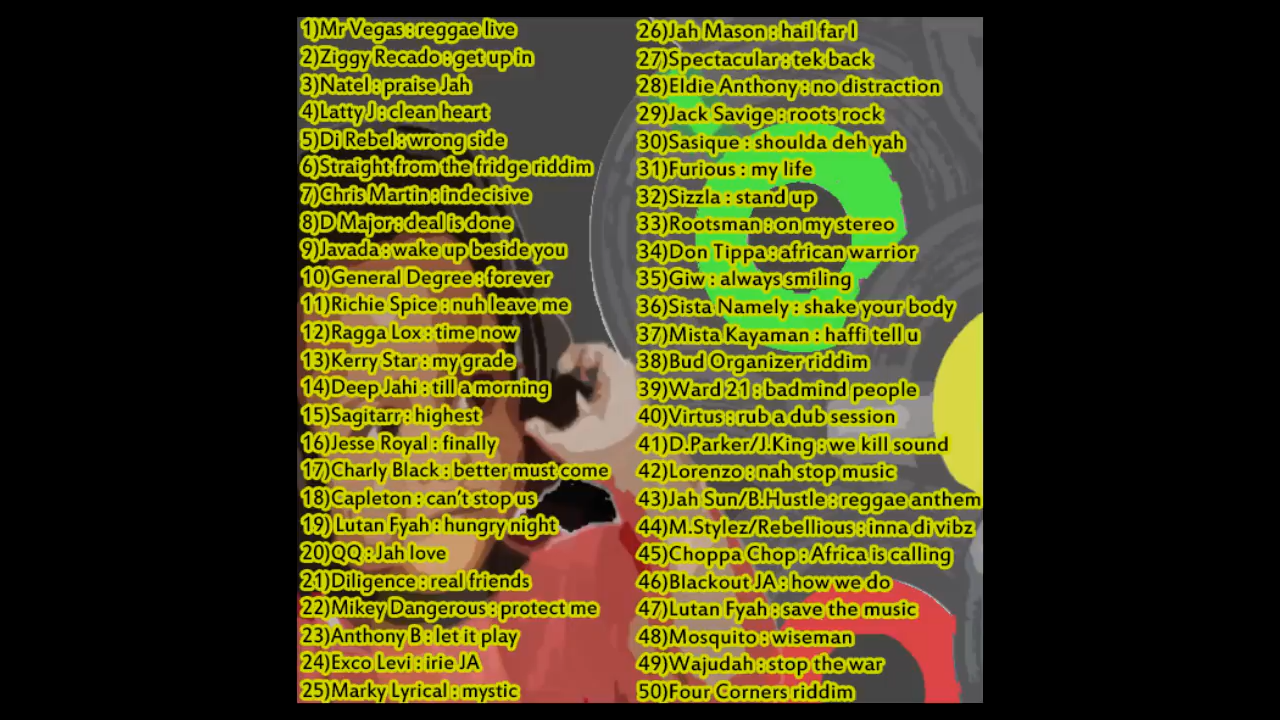 1)Mr Vegas : reggae live
2)Ziggy Recado : get up in
3)Natel : praise Jah
4)Latty J : clean heart
5)Di Rebel : wrong side
6)Straight from the fridge riddim
7)Chris Martin : indecisive
8)D Major : deal is done
9)Javada : wake up beside you
10)General Degree : forever
11)Richie Spice : nuh leave me
12)Ragga Lox : time now
13)Kerry Star : my grade
14)Deep Jahi : till a morning
15)Sagitarr : highest
16)Jesse Royal : finally
17)Charly Black : better must come
18)Capleton : can't stop us
19) Lutan Fyah : hungry night
20)QQ : Jah love
21)Diligence : real friends
22)Mikey Dangerous : protect me
23)Anthony B : let it play
24)Exco Levi : irie JA
25)Marky Lyrical : mystic
26)Jah Mason : hail far I
27)Spectacular : tek back
28)Eldie Anthony : no distraction
29)Jack Savige : roots rock
30)Sasique : shoulda deh yah
31)Furious : my life
32)Sizzla : stand up
33)Rootsman : on my stereo
34)Don Tippa : african warrior
35)Giw : always smiling
36)Sista Namely : shake your body
37)Mista Kayaman : haffi tell u
38)Bud Organizer riddim
39)Ward 21 : badmind people
40)Virtus : rub a dub session
41)D.Parker/J.King : we kill sound
42)Lorenzo : nah stop music
43)Jah Sun/B.Hustle : reggae anthem
44)M.Stylez/Rebellious : inna di vibz
45)Choppa Chop : Africa is calling
46)Blackout JA : how we do
47)Lutan Fyah : save the music
48)Mosquito : wiseman
49)Wajudah : stop the war
50)Four Corners riddim